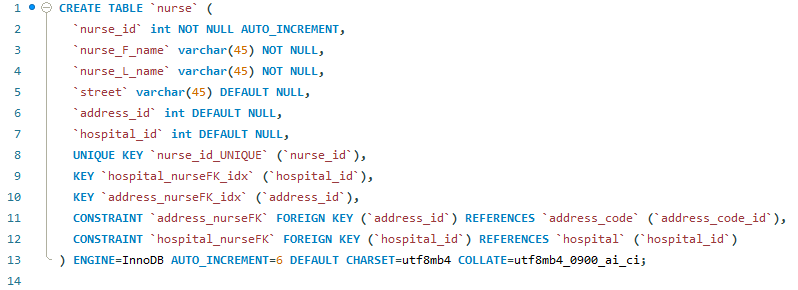 1 CREATE TABLE `nurse` (
2 `nurse_id` int NOT NULL AUTO_INCREMENT,
3 `nurse_F_name` varchar(45) NOT NULL,
4 `nurse_L_name` varchar(45) NOT NULL,
5 `street` varchar(45) DEFAULT NULL,
6 `address_id` int DEFAULT NULL,
7 `hospital_id` int DEFAULT NULL,
8 UNIQUE KEY `nurse_id_UNIQUE` (`nurse_id`),
9 KEY `hospital_nurseFK_idx` (`hospital_id`),
10 KEY `address_nurseFK_idx` (`address_id`),
11 CONSTRAINT `address_nurseFK` FOREIGN KEY (`address_id`) REFERENCES `address_code` (`address_code_id`),
12 CONSTRAINT `hospital_nurseFK` FOREIGN KEY (`hospital_id`) REFERENCES `hospital` (`hospital_id`)
13 ) ENGINE=InnoDB AUTO_INCREMENT=6 DEFAULT CHARSET=utf8mb4 COLLATE=utf8mb4_0900_ai_ci;
14